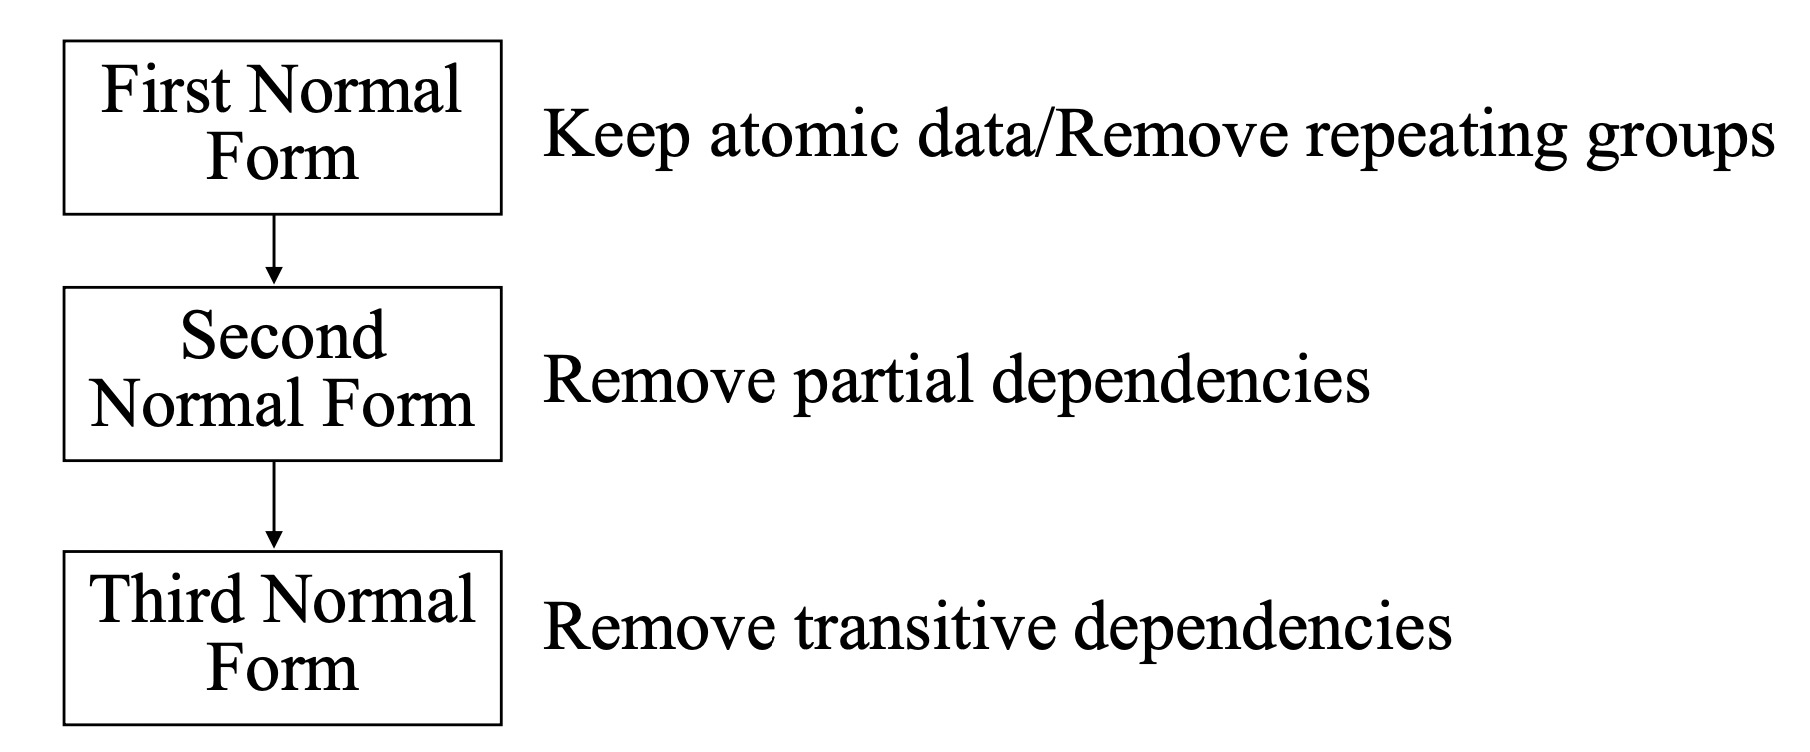 First Normal
Form
Keep atomic data/Remove repeating groups
Second
Normal Form
Remove partial dependencies
Third Normal
Form
Remove transitive dependencies